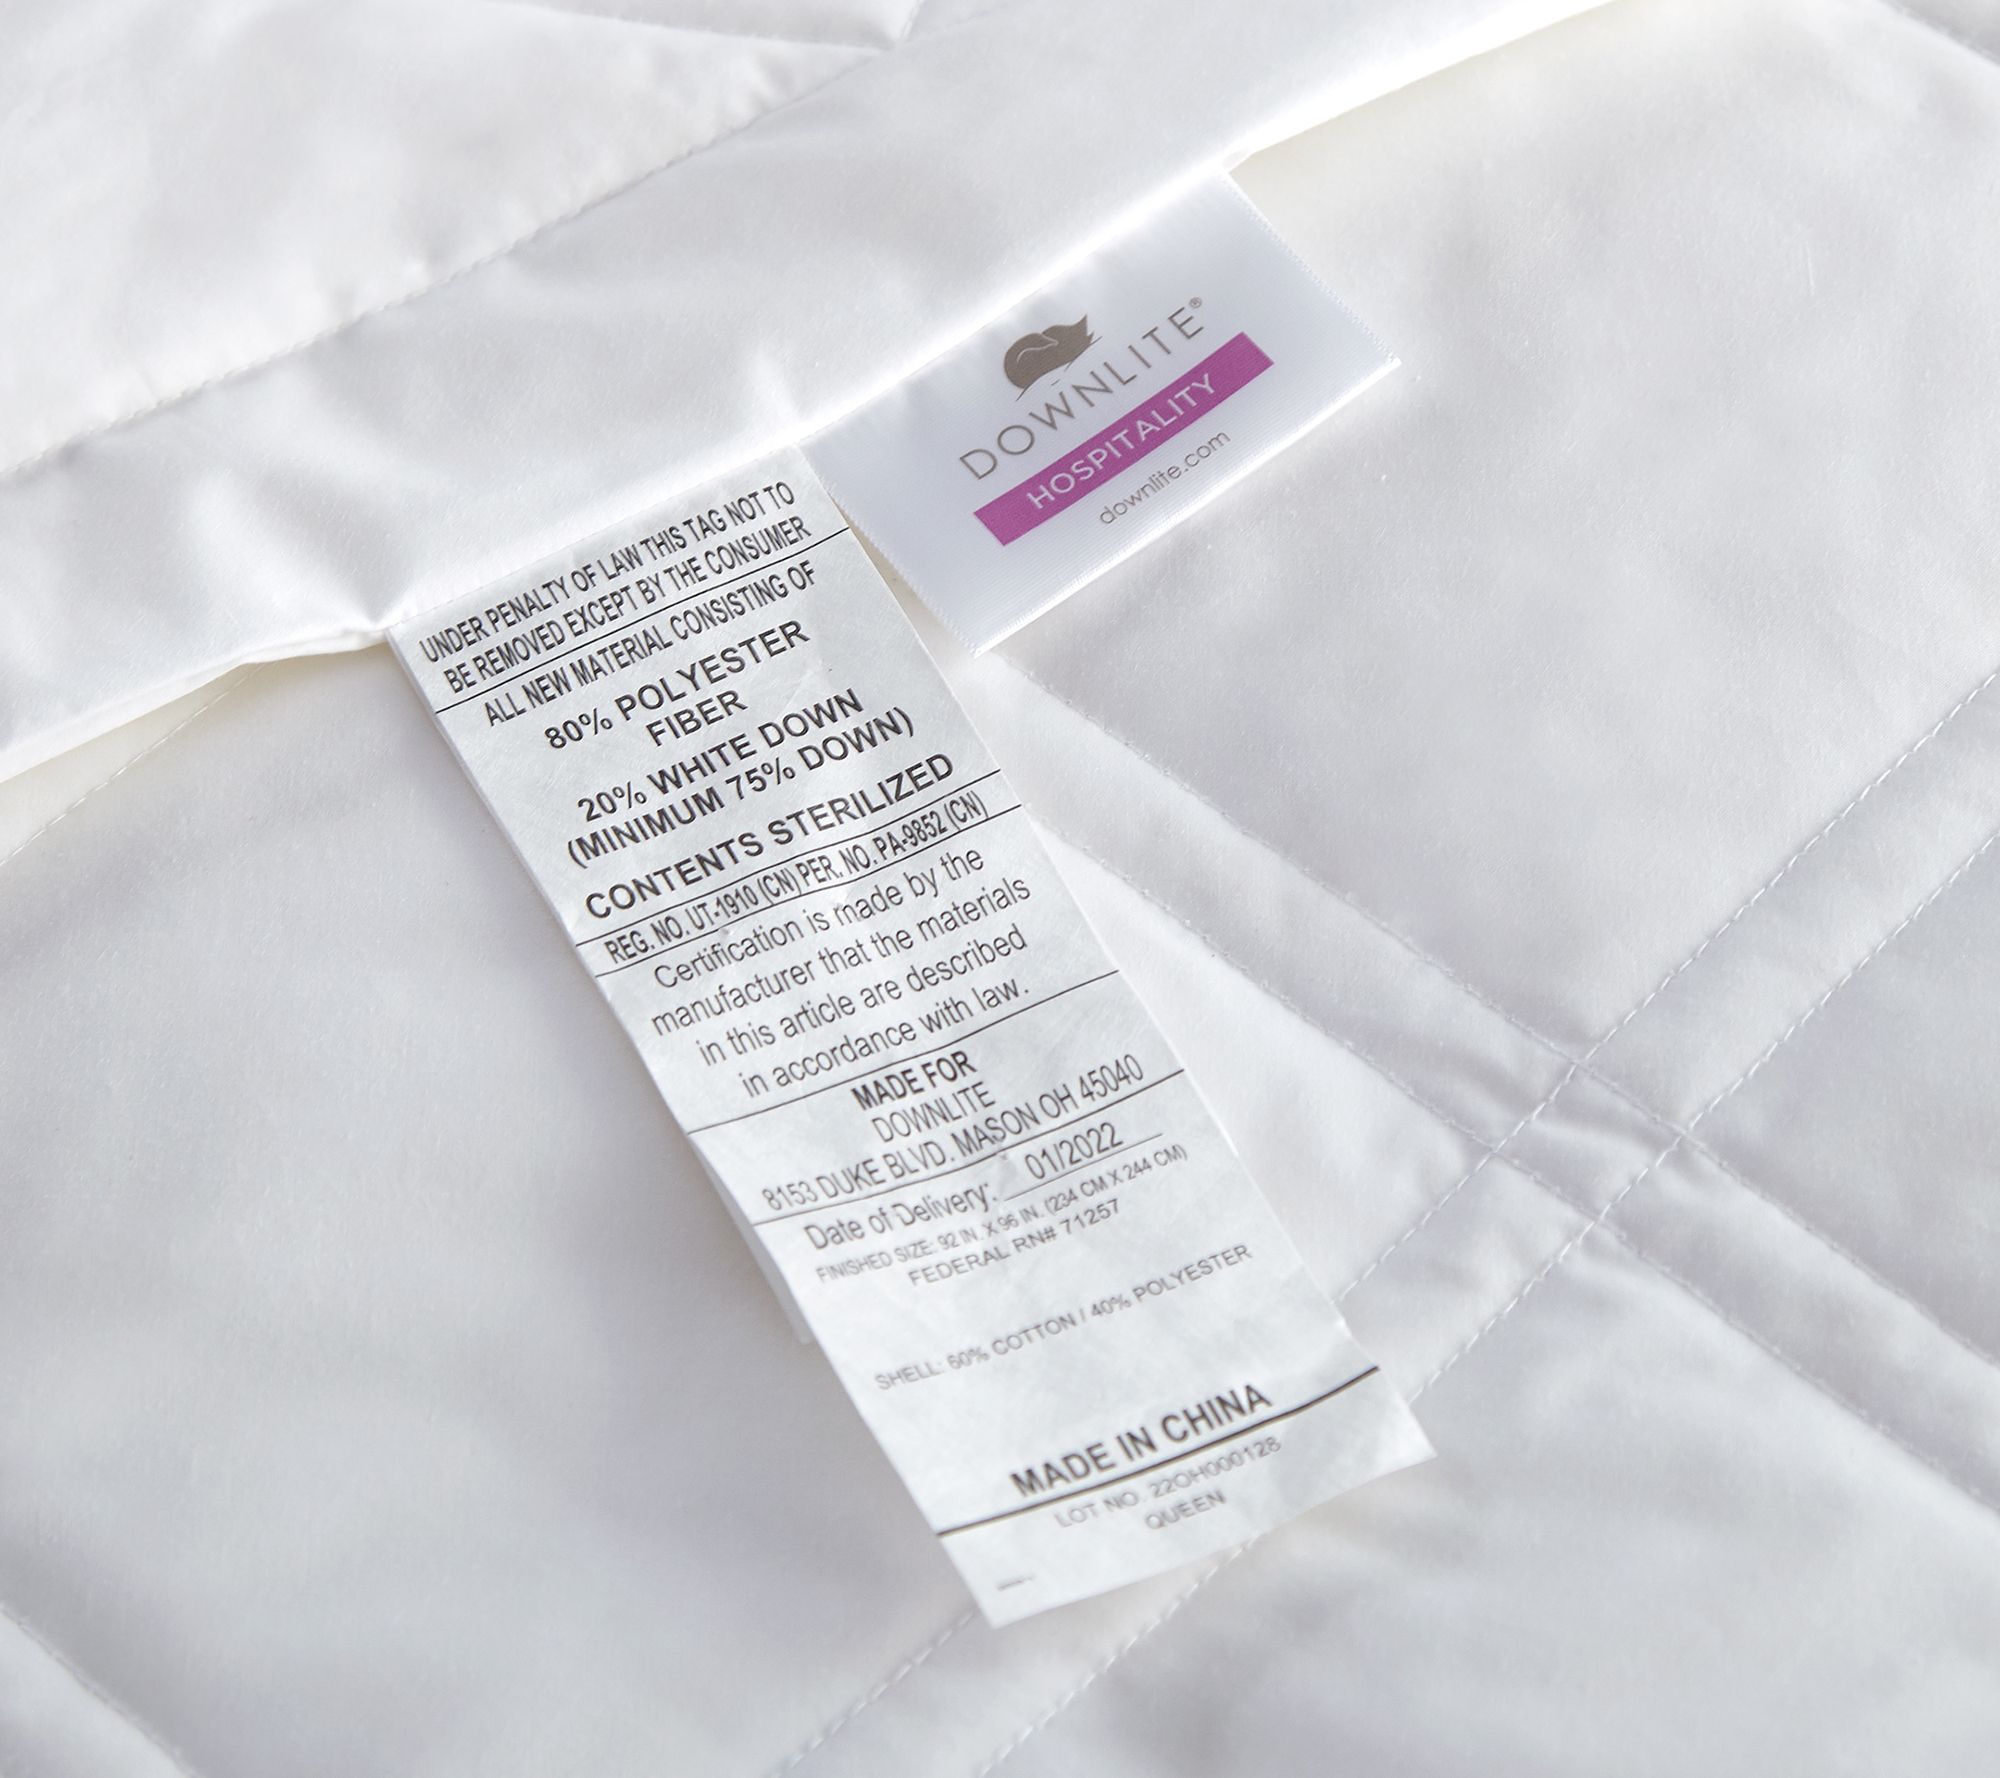 DOWNLITE®
HOSPITALITY
downlite.com
UNDER PENALTY OF LAW THIS TAG NOT TO
BE REMOVED EXCEPT BY THE CONSUMER
ALL NEW MATERIAL CONSISTING OF
80% POLYESTER
FIBER
20% WHITE DOWN
(MINIMUM 75% DOWN)
CONTENTS STERILIZED
REG. NO. UT-1910 (CN) PER. NO. PA-9852 (CN)
Certification is made by the
manufacturer that the materials
in this article are described
in accordance with law.
MADE FOR
DOWNLITE
8153 DUKE BLVD. MASON OH 45040
Date of Delivery: 01/2022
FINISHED SIZE: 92 IN. X 96 IN. (234 CM X 244 CM)
FEDERAL RN# 71257
SHELL: 60% COTTON / 40% POLYESTER
MADE IN CHINA
LOT NO. 22OH000128
QUEEN